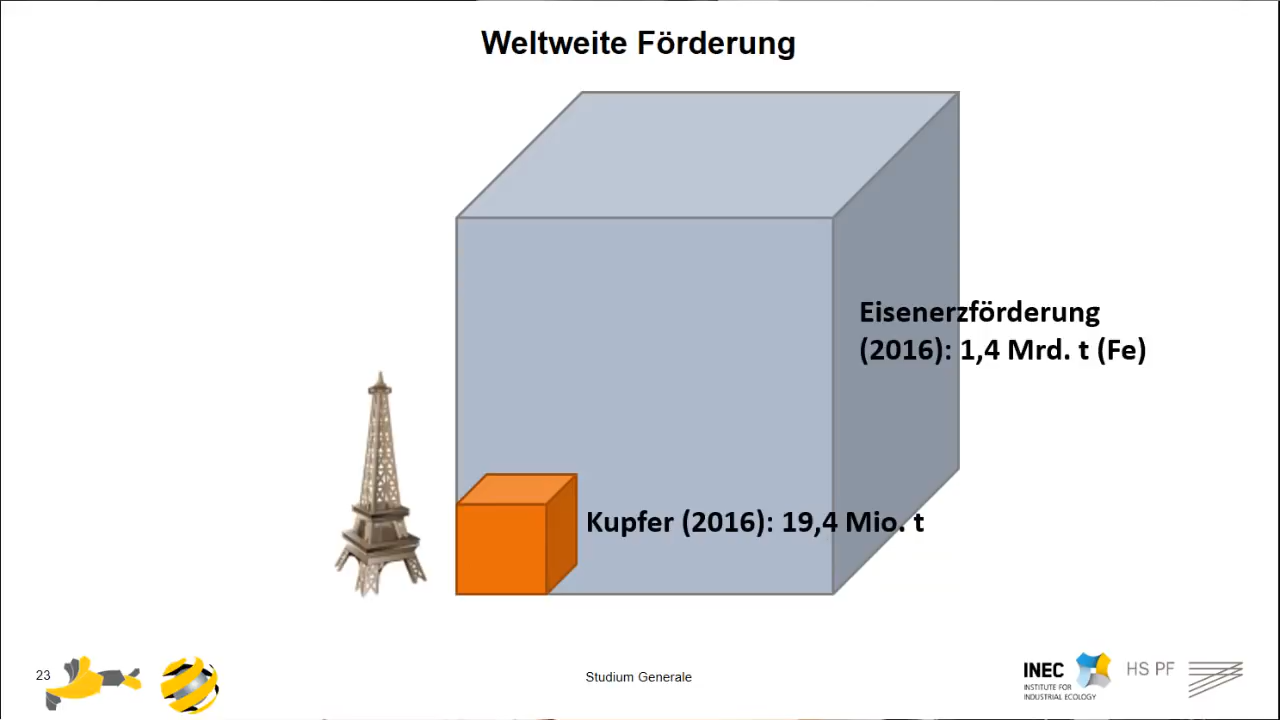 Weltweite Förderung
Eisenerzförderung
(2016): 1,4 Mrd. t (Fe)
Kupfer (2016): 19,4 Mio. t
23
Studium Generale
INEC
INSTITUTE FOR
INDUSTRIAL ECOLOGY
HS PF